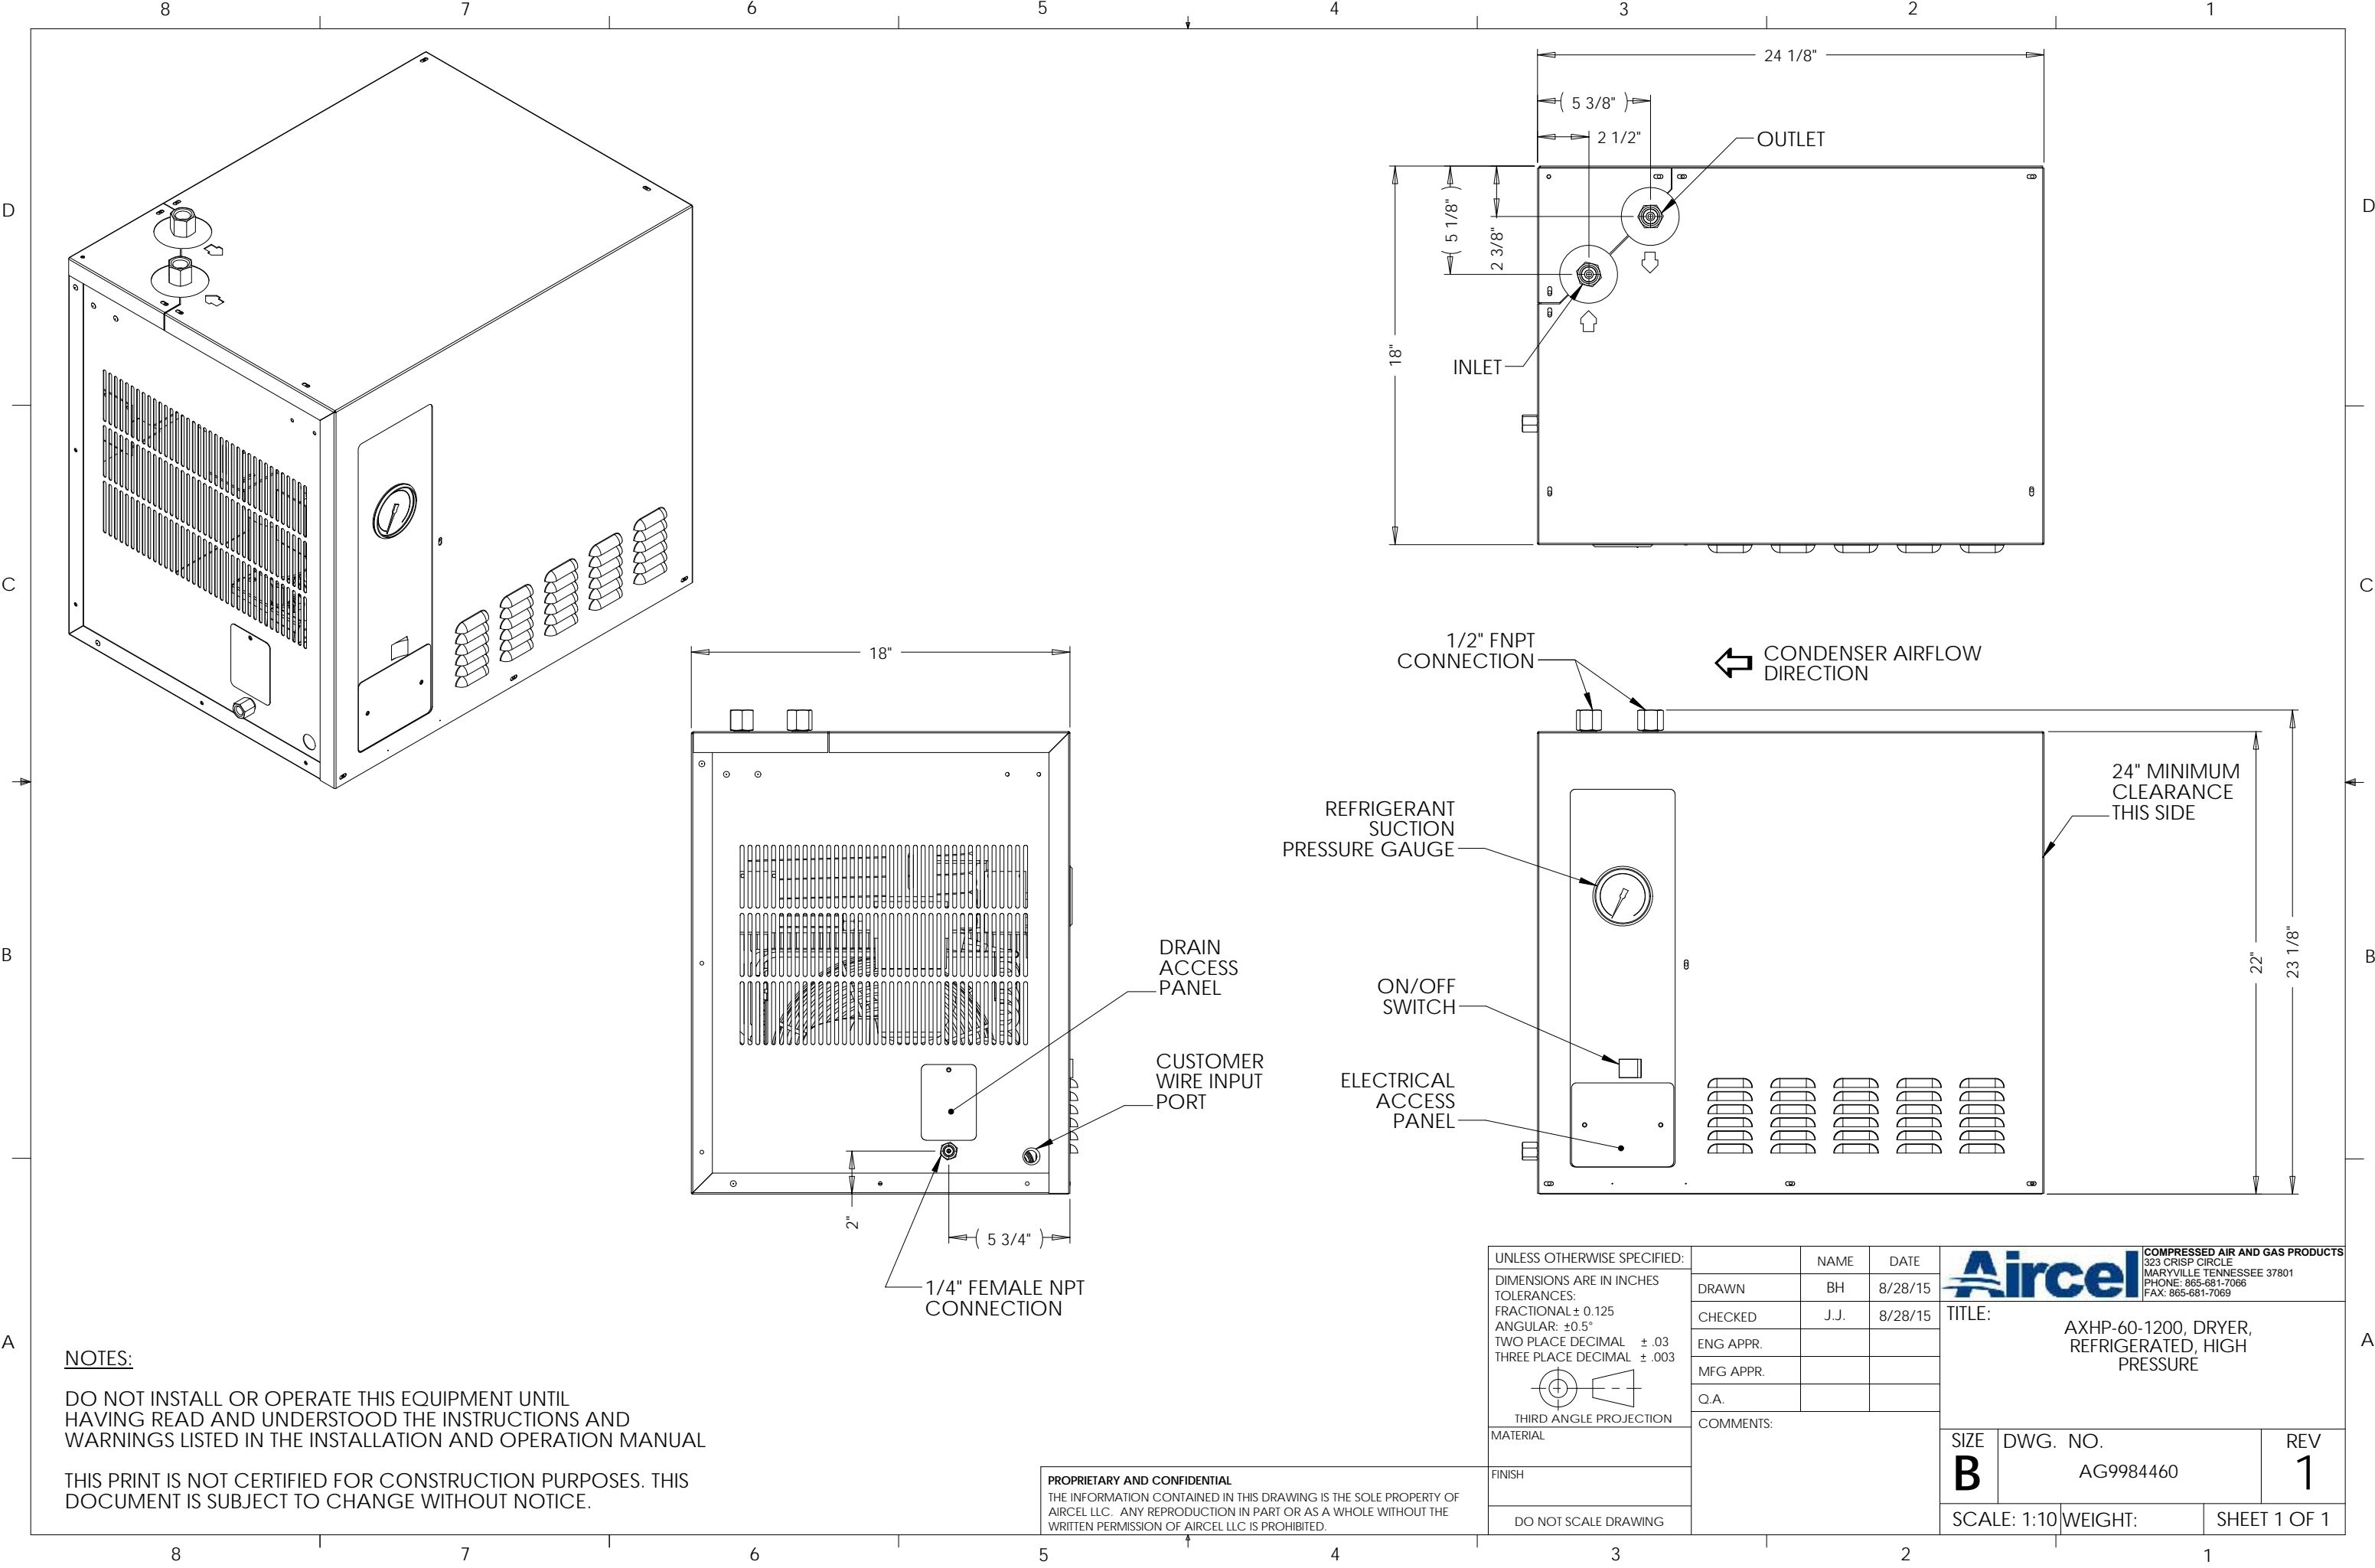 8
7
6
5
4
3
2
1
D
D
C
C
B
B
A
A
24 1/8"
( 5 3/8" )
2 1/2"
OUTLET
( 5 1/8" )
2 3/8"
18"
INLET
18"
1/2" FNPT
CONNECTION
CONDENSER AIRFLOW
DIRECTION
24" MINIMUM
CLEARANCE
THIS SIDE
REFRIGERANT
SUCTION
PRESSURE GAUGE
22"
23 1/8"
DRAIN
ACCESS
PANEL
ON/OFF
SWITCH
CUSTOMER
WIRE INPUT
PORT
ELECTRICAL
ACCESS
PANEL
2"
( 5 3/4" )
1/4" FEMALE NPT
CONNECTION
NOTES:
DO NOT INSTALL OR OPERATE THIS EQUIPMENT UNTIL
HAVING READ AND UNDERSTOOD THE INSTRUCTIONS AND
WARNINGS LISTED IN THE INSTALLATION AND OPERATION MANUAL
THIS PRINT IS NOT CERTIFIED FOR CONSTRUCTION PURPOSES. THIS
DOCUMENT IS SUBJECT TO CHANGE WITHOUT NOTICE.
PROPRIETARY AND CONFIDENTIAL
THE INFORMATION CONTAINED IN THIS DRAWING IS THE SOLE PROPERTY OF
AIRCEL LLC. ANY REPRODUCTION IN PART OR AS A WHOLE WITHOUT THE
WRITTEN PERMISSION OF AIRCEL LLC IS PROHIBITED.
UNLESS OTHERWISE SPECIFIED:
DIMENSIONS ARE IN INCHES
TOLERANCES:
FRACTIONAL ± 0.125
ANGULAR: ±0.5°
TWO PLACE DECIMAL ± .03
THREE PLACE DECIMAL ± .003
THIRD ANGLE PROJECTION
MATERIAL
FINISH
DO NOT SCALE DRAWING
NAME DATE
DRAWN BH 8/28/15
CHECKED J.J. 8/28/15
ENG APPR.
MFG APPR.
Q.A.
COMMENTS:
Aircel
COMPRESSED AIR AND GAS PRODUCTS
323 CRISP CIRCLE
MARYVILLE TENNESSEE 37801
PHONE: 865-681-7066
FAX: 865-681-7069
TITLE:
AXHP-60-1200, DRYER,
REFRIGERATED, HIGH
PRESSURE
SIZE
B
DWG. NO.
AG9984460
REV
1
SCALE: 1:10
WEIGHT:
SHEET 1 OF 1
8
7
6
5
4
3
2
1